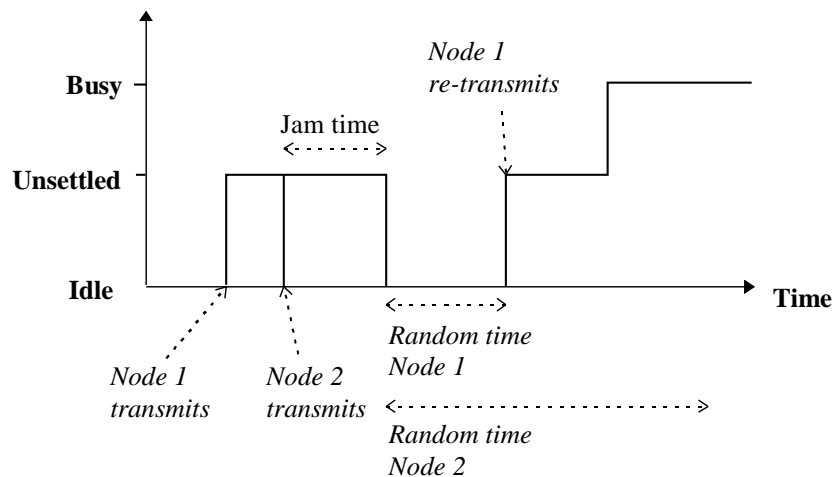 Node 1
re-transmits
Busy
Jam time
Unsettled
Idle
Time
Random time
Node 1
Node 1
transmits
Node 2
transmits
Random time
Node 2